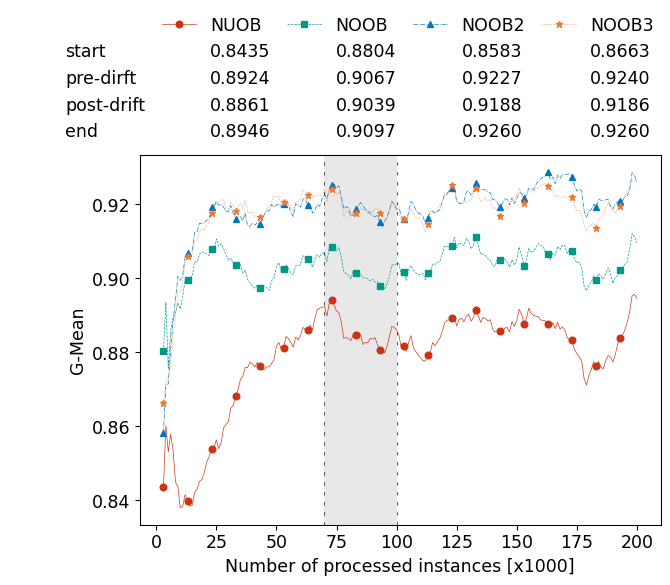 NUOB NOOB NOOB2 NOOB3
start 0.8435 0.8804 0.8583 0.8663
pre-dirft 0.8924 0.9067 0.9227 0.9240
post-drift 0.8861 0.9039 0.9188 0.9186
end 0.8946 0.9097 0.9260 0.9260
0.92
0.90
0.88
0.86
0.84
G-Mean
0 25 50 75 100 125 150 175 200
Number of processed instances [x1000]